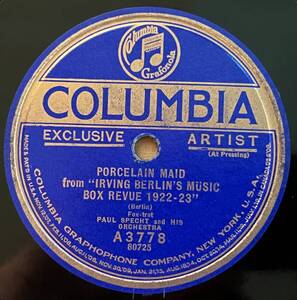 Columbia
Grafonola
COLUMBIA
EXCLUSIVE ARTIST
(At Pressing)
PORCELAIN MAID
from "IRVING BERLIN'S MUSIC
BOX REVUE 1922-23"
(Berlin)
Fox-trot
PAUL SPECHT and HIS
ORCHESTRA
A3778
80725
COLUMBIA GRAPHOPHONE COMPANY, NEW YORK, U.S.A.